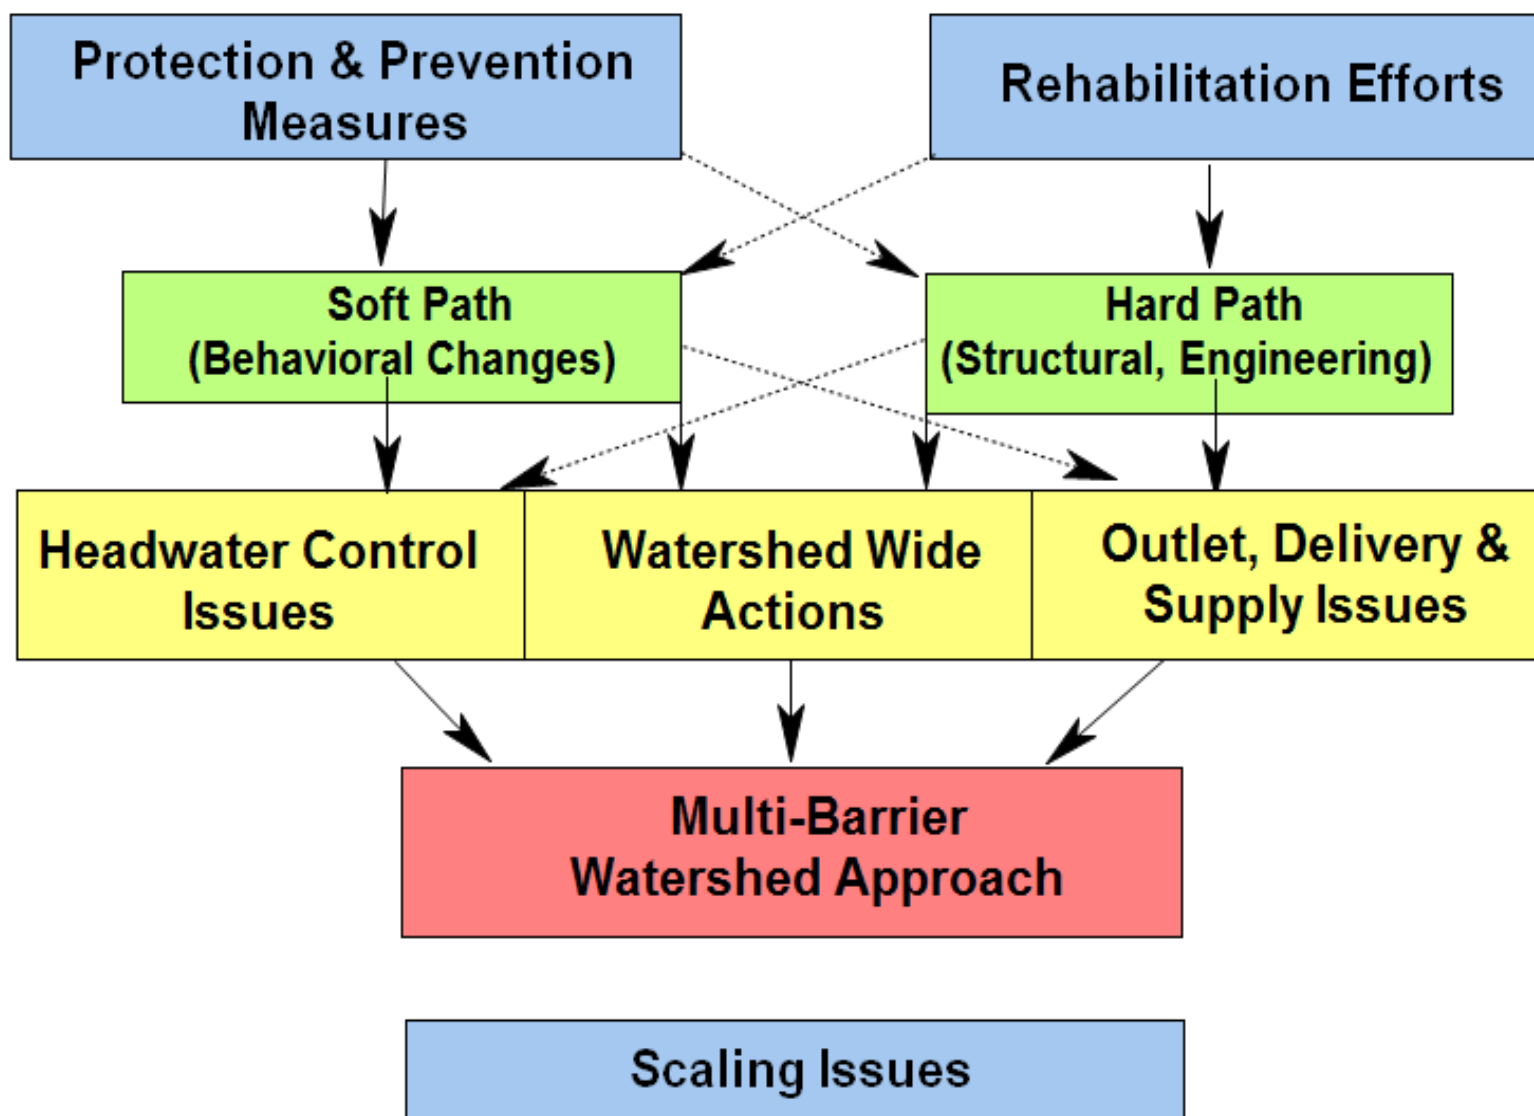 Protection & Prevention
Measures
Rehabilitation Efforts
Soft Path
(Behavioral Changes)
Hard Path
(Structural, Engineering)
Headwater Control
Issues
Watershed Wide
Actions
Outlet, Delivery &
Supply Issues
Multi-Barrier
Watershed Approach
Scaling Issues